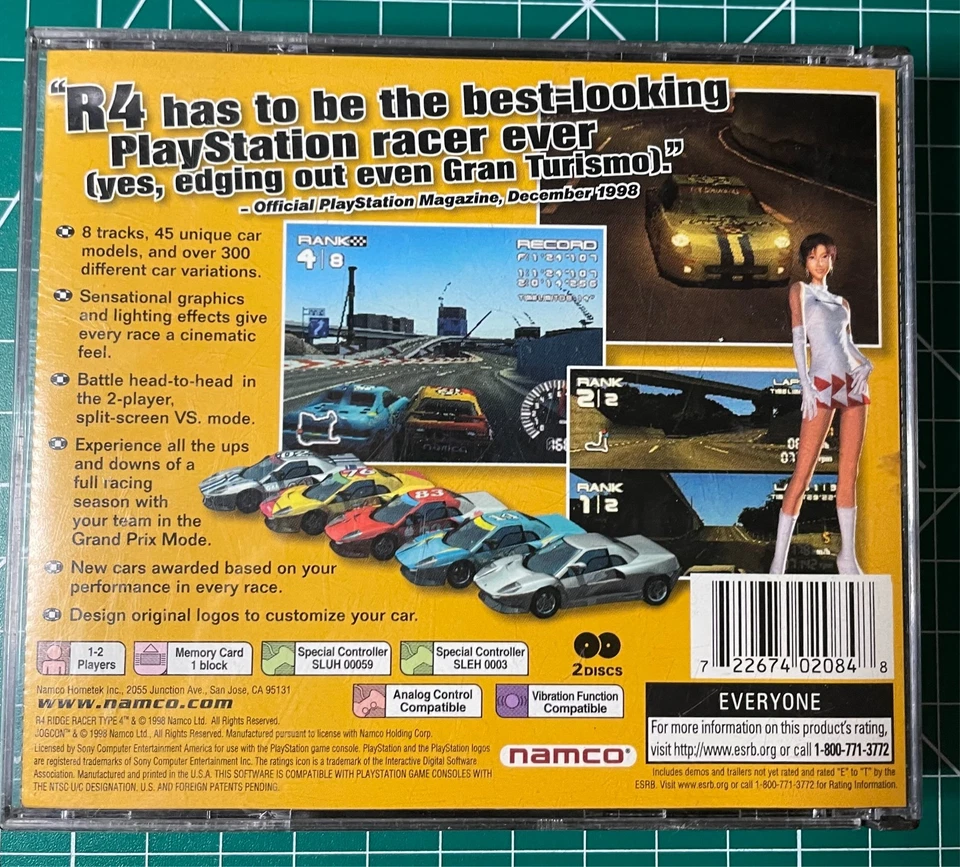 “R4 has to be the best-looking
PlayStation racer ever
(yes, edging out even Gran Turismo).”
– Official PlayStation Magazine, December 1998
8 tracks, 45 unique car
models, and over 300
different car variations.
Sensational graphics
and lighting effects give
every race a cinematic
feel.
Battle head-to-head in
the 2-player,
split-screen VS. mode.
Experience all the ups
and downs of a
full racing
season with
your team in the
Grand Prix Mode.
New cars awarded based on your
performance in every race.
Design original logos to customize your car.
RANK
4|8
RECORD
namco
RANK
2|2
LAP
RANK
1|2
83
1-2
Players
Memory Card
1 block
Special Controller
SLUH 00059
Special Controller
SLEH 0003
2 DISCS
Analog Control
Compatible
Vibration Function
Compatible
7 22674 02084 8
Namco Hometek Inc., 2055 Junction Ave., San Jose, CA 95131
www.namco.com
R4 RIDGE RACER TYPE 4™ & © 1998 Namco Ltd. All Rights Reserved.
JOGCON™ & © 1998 Namco Ltd., All Rights Reserved. Manufactured pursuant to license with Namco Holding Corp.
Licensed by Sony Computer Entertainment America for use with the PlayStation game console. PlayStation and the PlayStation logos
are registered trademarks of Sony Computer Entertainment Inc. The ratings icon is a trademark of the Interactive Digital Software
Association. Manufactured and printed in the U.S.A. THIS SOFTWARE IS COMPATIBLE WITH PLAYSTATION GAME CONSOLES WITH
THE NTSC U/C DESIGNATION. U.S. AND FOREIGN PATENTS PENDING.
namco®
EVERYONE
For more information on this product's rating,
visit http://www.esrb.org or call 1-800-771-3772
Includes demos and trailers not yet rated and rated "E" to "T" by the
ESRB. Visit www.esrb.org or call 1-800-771-3772 for Rating Information.